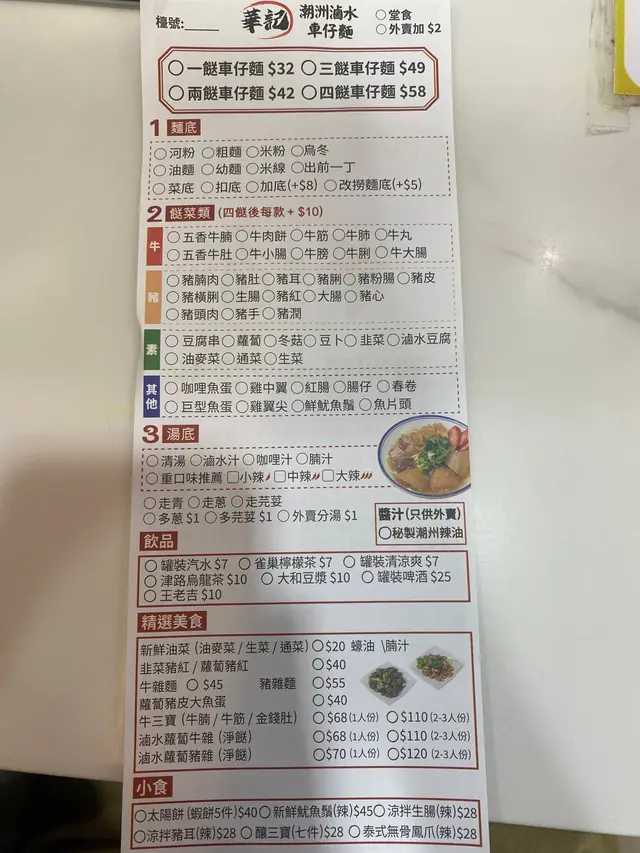 檯號:_____
華記
潮洲滷水
車仔麵
○堂食
○外賣加 $2
○一餸車仔麵 $32 ○三餸車仔麵 $49
○兩餸車仔麵 $42 ○四餸車仔麵 $58
1 麵底
○河粉 ○粗麵 ○米粉 ○烏冬
○油麵 ○幼麵 ○米線 ○出前一丁
○菜底 ○扣底 ○加底(+$8) ○改撈麵底(+$5)
2 餸菜類 (四餸後每款 + $10)
牛
○五香牛腩 ○牛肉餅 ○牛筋 ○牛肺 ○牛丸
○五香牛肚 ○牛小腸 ○牛膀 ○牛脷 ○牛大腸
豬
○豬腩肉 ○豬肚 ○豬耳 ○豬脷 ○豬粉腸 ○豬皮
○豬橫脷 ○生腸 ○豬紅 ○大腸 ○豬心
○豬頭肉 ○豬手 ○豬潤
素
○豆腐串 ○蘿蔔 ○冬菇 ○豆卜 ○韭菜 ○滷水豆腐
○油麥菜 ○通菜 ○生菜
其他
○咖哩魚蛋 ○雞中翼 ○紅腸 ○腸仔 ○春卷
○巨型魚蛋 ○雞翼尖 ○鮮魷魚鬚 ○魚片頭
3 湯底
○清湯 ○滷水汁 ○咖哩汁 ○腩汁
○重口味推薦 □小辣 □中辣 □大辣
○走青 ○走蔥 ○走芫荽
○多蔥 $1 ○多芫荽 $1 ○外賣分湯 $1
醬汁(只供外賣)
○秘製潮州辣油
飲品
○罐裝汽水 $7 ○雀巢檸檬茶 $7 ○罐裝清涼爽 $7
○津路烏龍茶 $10 ○大和豆漿 $10 ○罐裝啤酒 $25
○王老吉 $10
精選美食
新鮮油菜 (油麥菜 / 生菜 / 通菜) ○$20 蠔油 \腩汁
韭菜豬紅 / 蘿蔔豬紅 ○$40
牛雜麵 ○ $45 豬雜麵 ○$55
蘿蔔豬皮大魚蛋 ○$40
牛三寶 (牛腩 / 牛筋 / 金錢肚) ○$68(1人份) ○$110(2-3人份)
滷水蘿蔔牛雜 (淨餸) ○$68(1人份) ○$110(2-3人份)
滷水蘿蔔豬雜 (淨餸) ○$70(1人份) ○$120(2-3人份)
小食
○太陽餅(蝦餅5件)$40 ○新鮮魷魚鬚(辣)$45 ○涼拌生腸(辣)$28
○涼拌豬耳(辣)$28 ○釀三寶(七件)$28 ○泰式無骨鳳爪(辣)$28